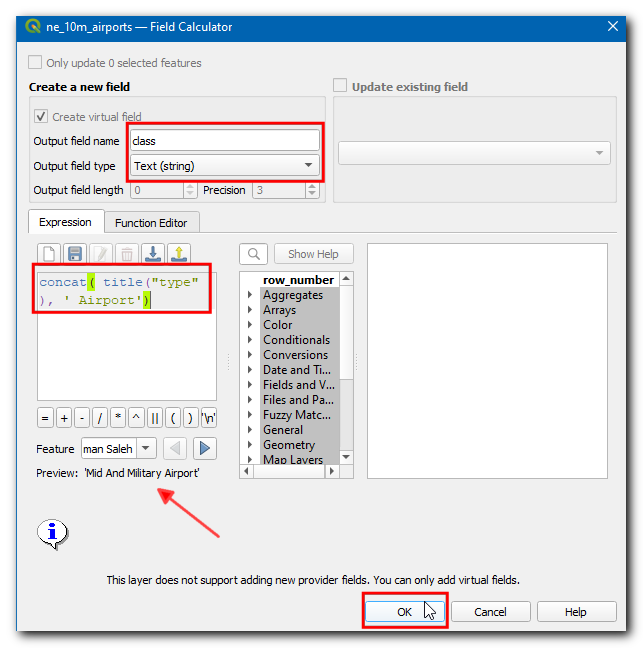 ne_10m_airports — Field Calculator
Only update 0 selected features
Create a new field
Update existing field
Create virtual field
Output field name class
Output field type Text (string)
Output field length 0 Precision 3
Expression Function Editor
Show Help
concat( title("type"
), ' Airport')
row_number
Aggregates
Arrays
Color
Conditionals
Conversions
Date and Ti...
Fields and V...
Files and Pa...
Fuzzy Matc...
General
Geometry
Map Layers
= + - / * ^ || ( ) '\n'
Feature man Saleh
Preview: 'Mid And Military Airport'
This layer does not support adding new provider fields. You can only add virtual fields.
OK Cancel Help